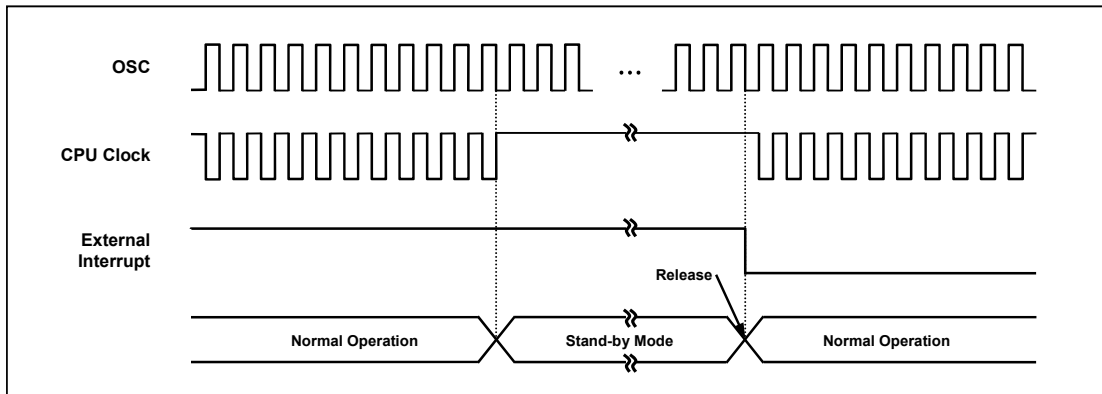 OSC
...
CPU Clock
External
Interrupt
Release
Normal Operation
Stand-by Mode
Normal Operation